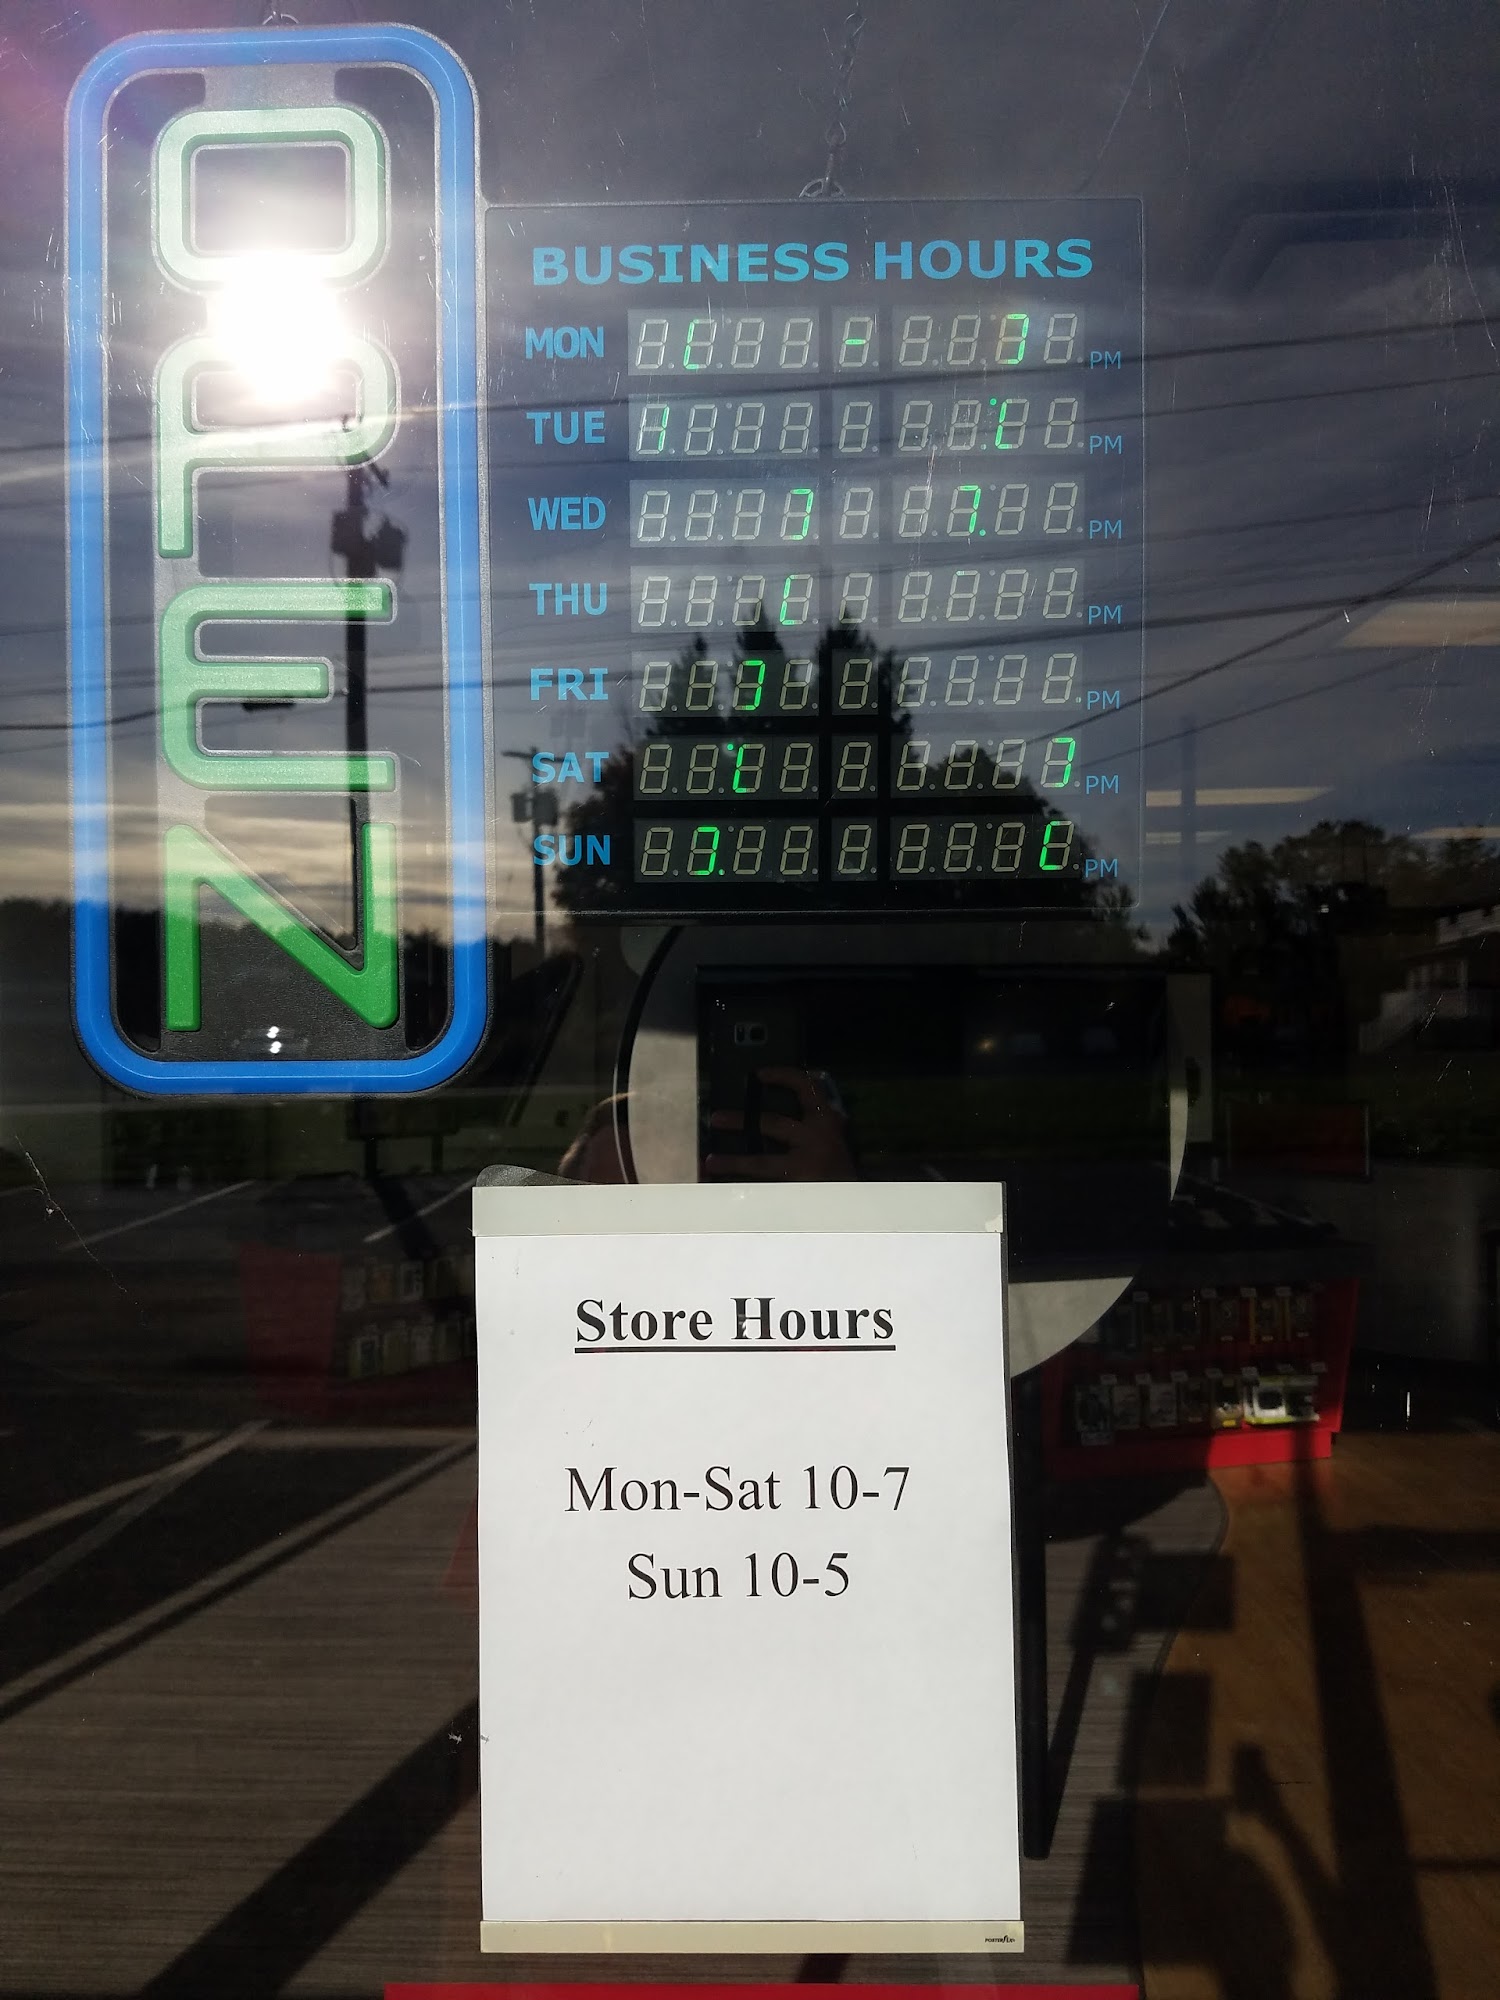 OPEN
BUSINESS HOURS
MON PM
TUE PM
WED PM
THU PM
FRI PM
SAT PM
SUN PM
Store Hours
Mon-Sat 10-7
Sun 10-5